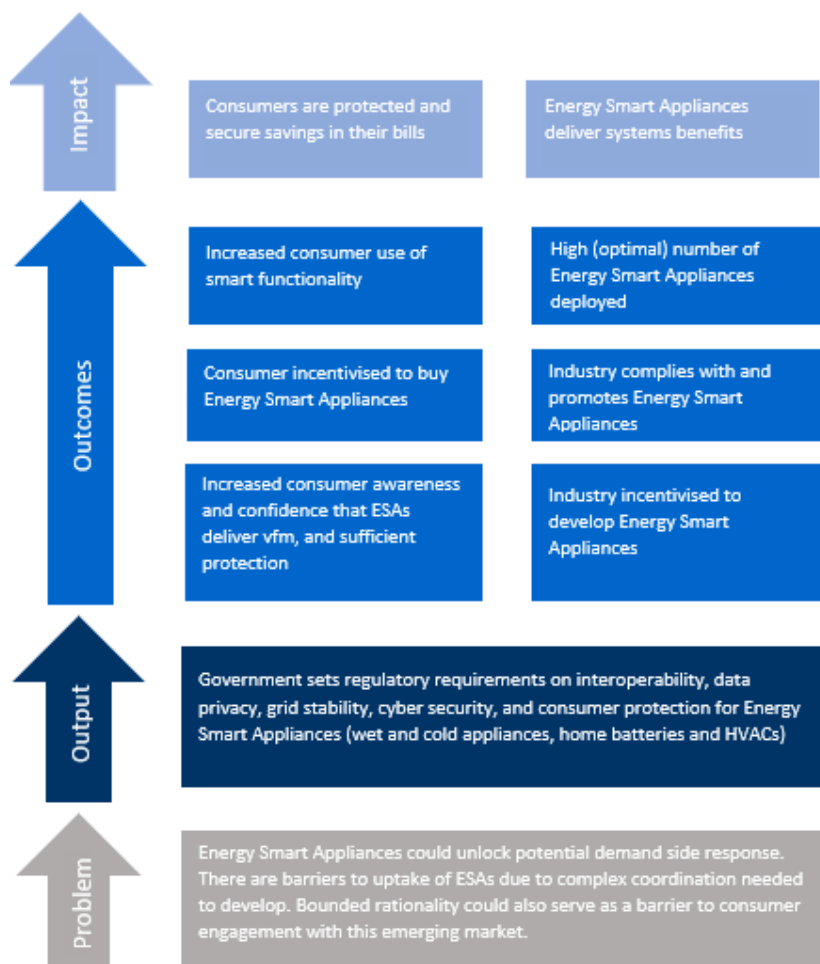 Impact
Consumers are protected and
secure savings in their bills
Energy Smart Appliances
deliver systems benefits
Outcomes
Increased consumer use of
smart functionality
High (optimal) number of
Energy Smart Appliances
deployed
Consumer incentivised to buy
Energy Smart Appliances
Industry complies with and
promotes Energy Smart
Appliances
Increased consumer awareness
and confidence that ESAs
deliver vfm, and sufficient
protection
Industry incentivised to
develop Energy Smart
Appliances
Output
Government sets regulatory requirements on interoperability, data
privacy, grid stability, cyber security, and consumer protection for Energy
Smart Appliances (wet and cold appliances, home batteries and HVACs)
Problem
Energy Smart Appliances could unlock potential demand side response.
There are barriers to uptake of ESAs due to complex coordination needed
to develop. Bounded rationality could also serve as a barrier to consumer
engagement with this emerging market.